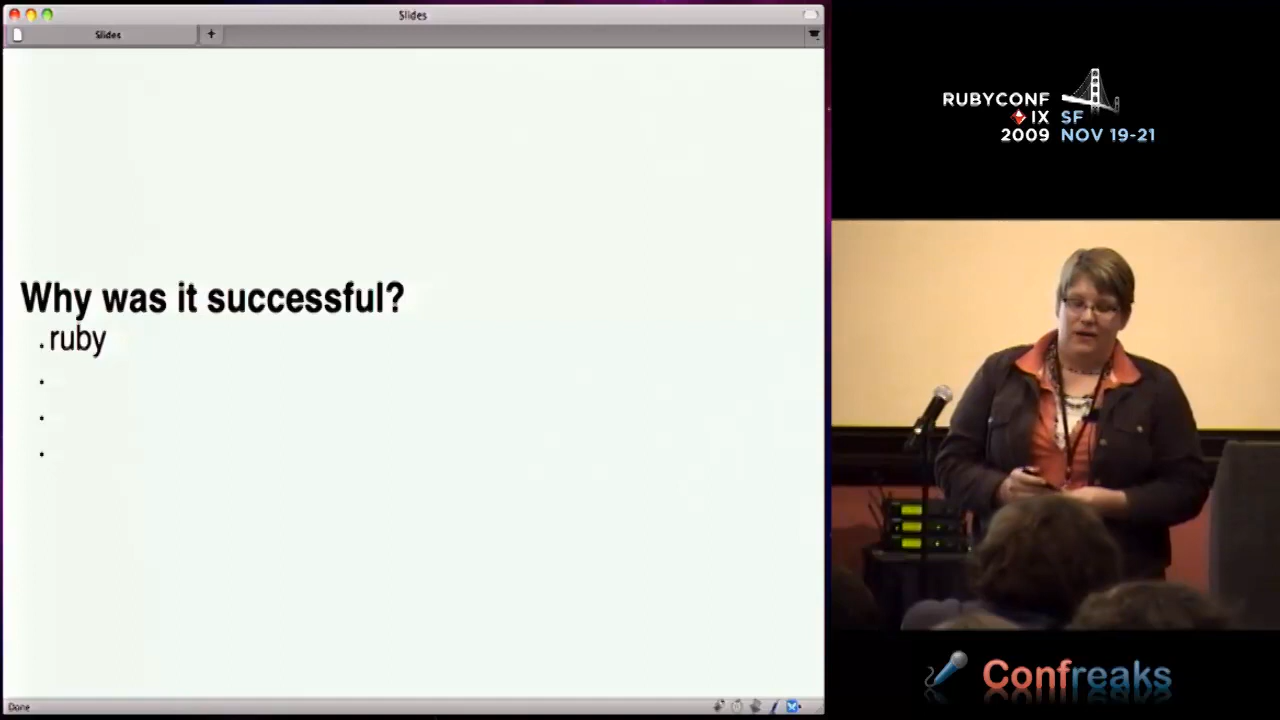 Slides
Slides
Why was it successful?
ruby
Done
RUBYCONF
IX SF
2009 NOV 19-21
Confreaks